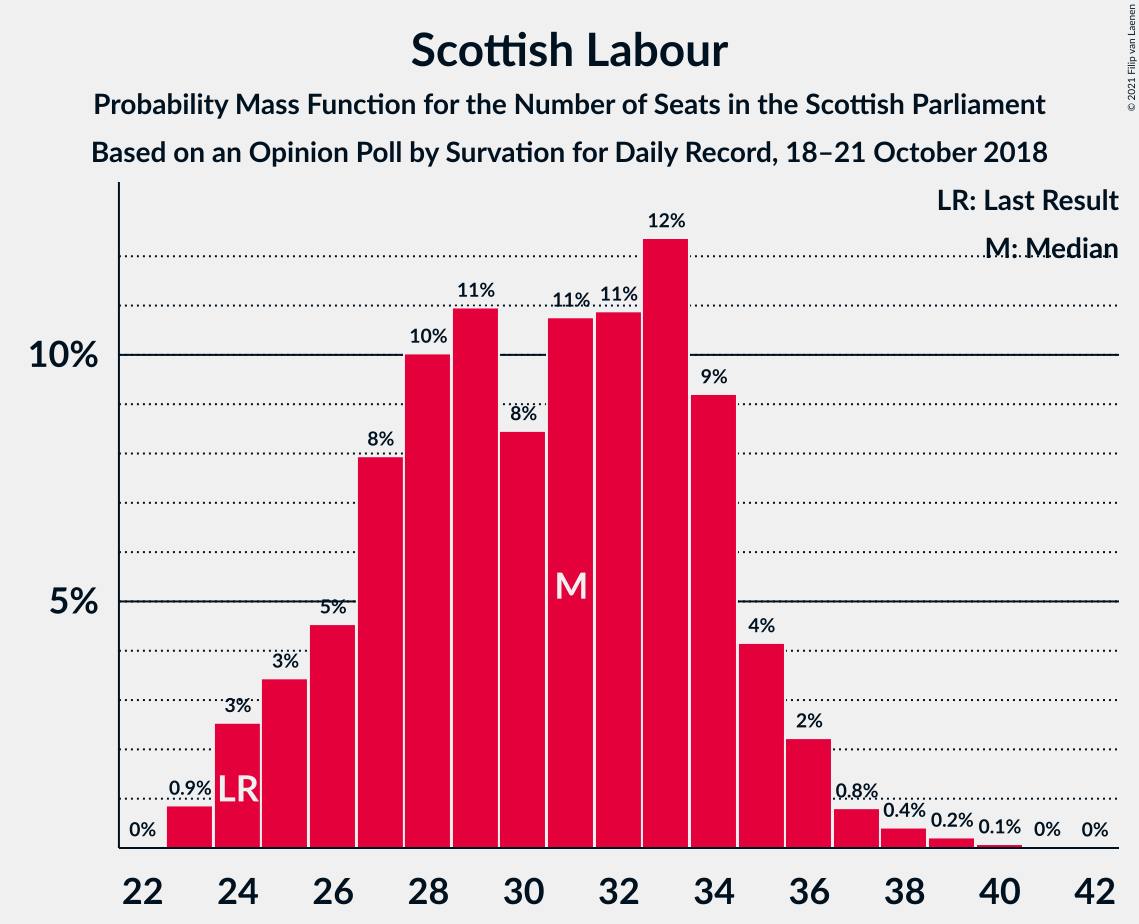 Scottish Labour
Probability Mass Function for the Number of Seats in the Scottish Parliament
Based on an Opinion Poll by Survation for Daily Record, 18–21 October 2018
© 2021 Filip van Laenen
LR: Last Result
M: Median
10%
5%
0%
0.9%
3%
3%
5%
8%
10%
11%
8%
11%
11%
12%
9%
4%
2%
0.8%
0.4%
0.2%
0.1%
0%
0%
LR
M
22 24 26 28 30 32 34 36 38 40 42